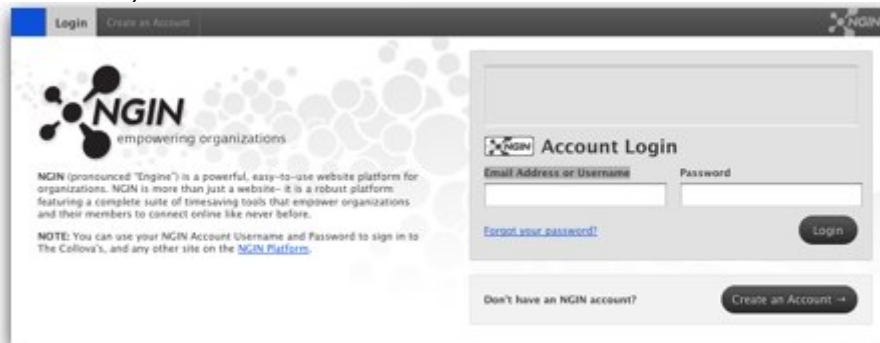 Login Create an Account NGIN
NGIN
empowering organizations
NGIN (pronounced "Engine") is a powerful, easy-to-use website platform for
organizations. NGIN is more than just a website- it is a robust platform
featuring a complete suite of timesaving tools that empower organizations
and their members to connect online like never before.
NOTE: You can use your NGIN Account Username and Password to sign in to
The Collova's, and any other site on the NGIN Platform.
NGIN Account Login
Email Address or Username Password
Forgot your password? Login
Don't have an NGIN account? Create an Account →